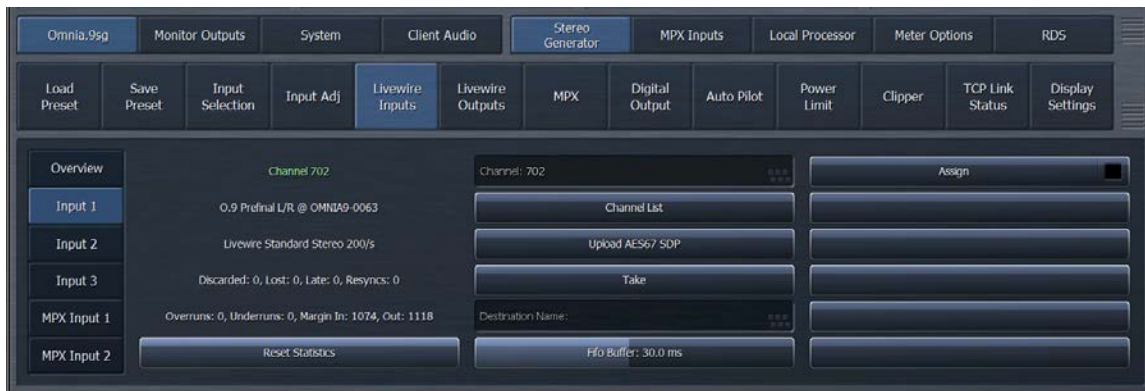 Omnia.9sg Monitor Outputs System Client Audio Stereo Generator MPX Inputs Local Processor Meter Options RDS
Load Preset Save Preset Input Selection Input Adj Livewire Inputs Livewire Outputs MPX Digital Output Auto Pilot Power Limit Clipper TCP Link Status Display Settings
Overview Channel 702 Channel: 702 Assign
Input 1 O.9 Prefinal L/R @ OMNIA9-0063 Channel List
Input 2 Livewire Standard Stereo 200/s Upload AES67 SDP
Input 3 Discarded: 0, Lost: 0, Late: 0, Resyncs: 0 Take
MPX Input 1 Overruns: 0, Underruns: 0, Margin In: 1074, Out: 1118 Destination Name:
MPX Input 2 Reset Statistics Fifo Buffer: 30.0 ms